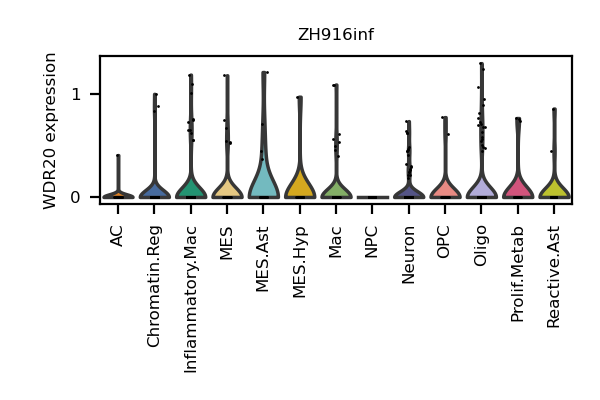 ZH916inf
WDR20 expression
1
0
AC
Chromatin.Reg
Inflammatory.Mac
MES
MES.Ast
MES.Hyp
Mac
NPC
Neuron
OPC
Oligo
Prolif.Metab
Reactive.Ast